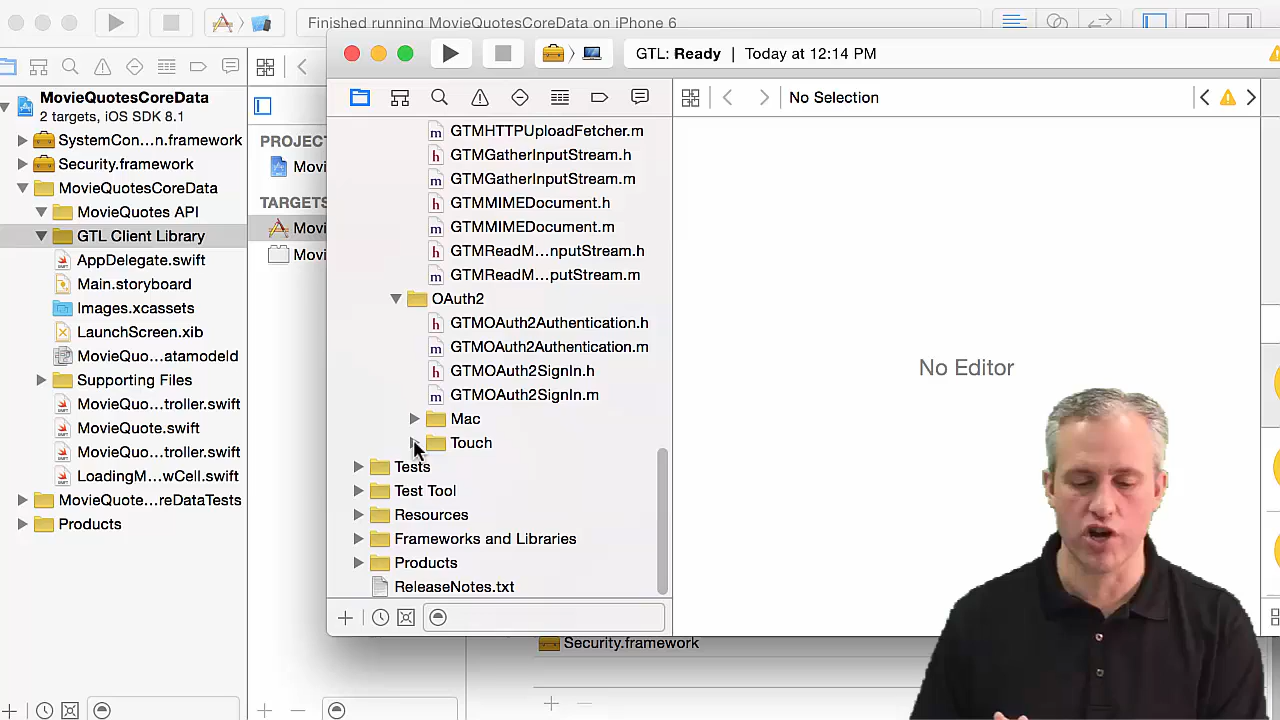 Finished running MovieQuotesCoreData on iPhone 6
MovieQuotesCoreData
2 targets, iOS SDK 8.1
SystemCon...n.framework
Security.framework
MovieQuotesCoreData
MovieQuotes API
GTL Client Library
AppDelegate.swift
Main.storyboard
Images.xcassets
LaunchScreen.xib
MovieQuo...atamodeld
Supporting Files
MovieQuo...troller.swift
MovieQuote.swift
MovieQuo...troller.swift
LoadingM...wCell.swift
MovieQuote...reDataTests
Products
PROJEC
Movi
TARGETS
Movi
Movi
GTL: Ready | Today at 12:14 PM
No Selection
GTMHTTPUploadFetcher.m
GTMGatherInputStream.h
GTMGatherInputStream.m
GTMMIMEDocument.h
GTMMIMEDocument.m
GTMReadM...nputStream.h
GTMReadM...putStream.m
OAuth2
GTMOAuth2Authentication.h
GTMOAuth2Authentication.m
GTMOAuth2SignIn.h
GTMOAuth2SignIn.m
Mac
Touch
Tests
Test Tool
Resources
Frameworks and Libraries
Products
ReleaseNotes.txt
No Editor
Security.framework